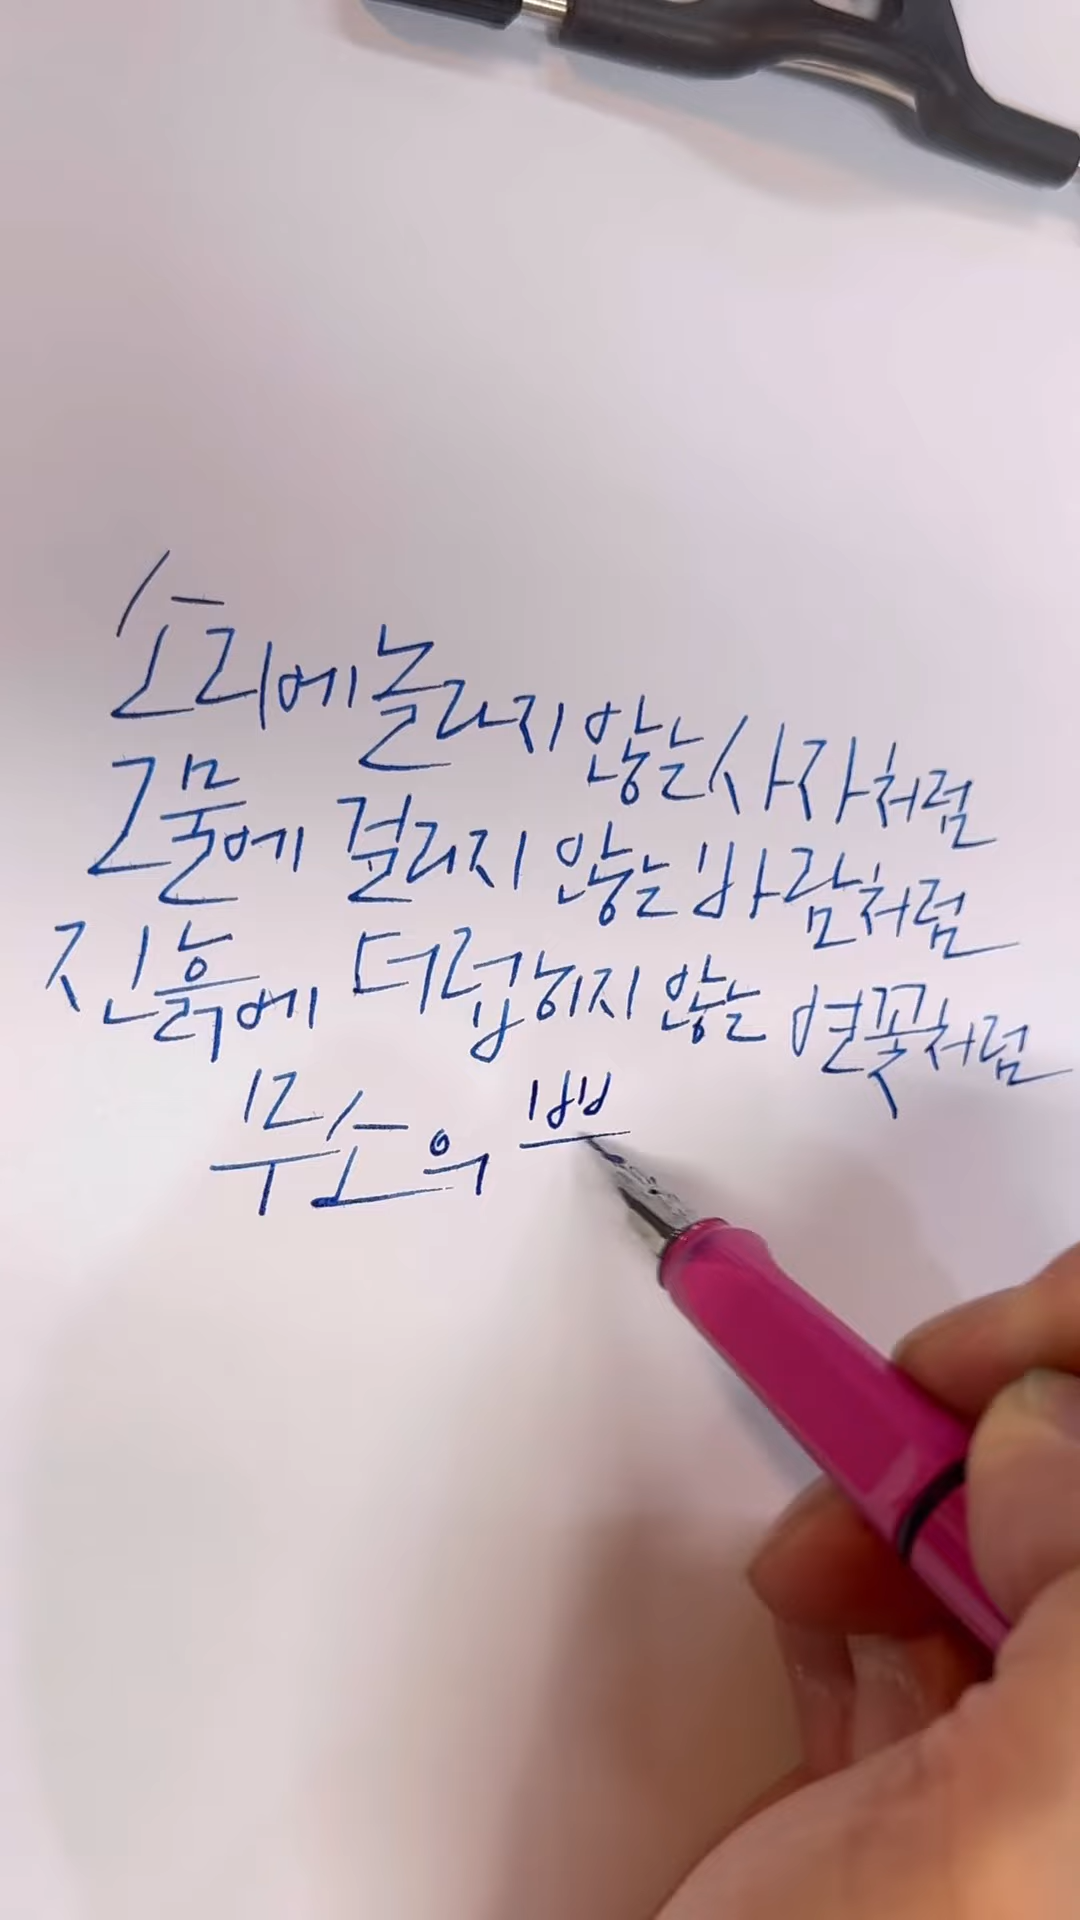 소리에 놀라지 않는 사자처럼
그물에 걸리지 않는 바람처럼
진흙에 더럽히지 않는 연꽃처럼
무소의 쁘